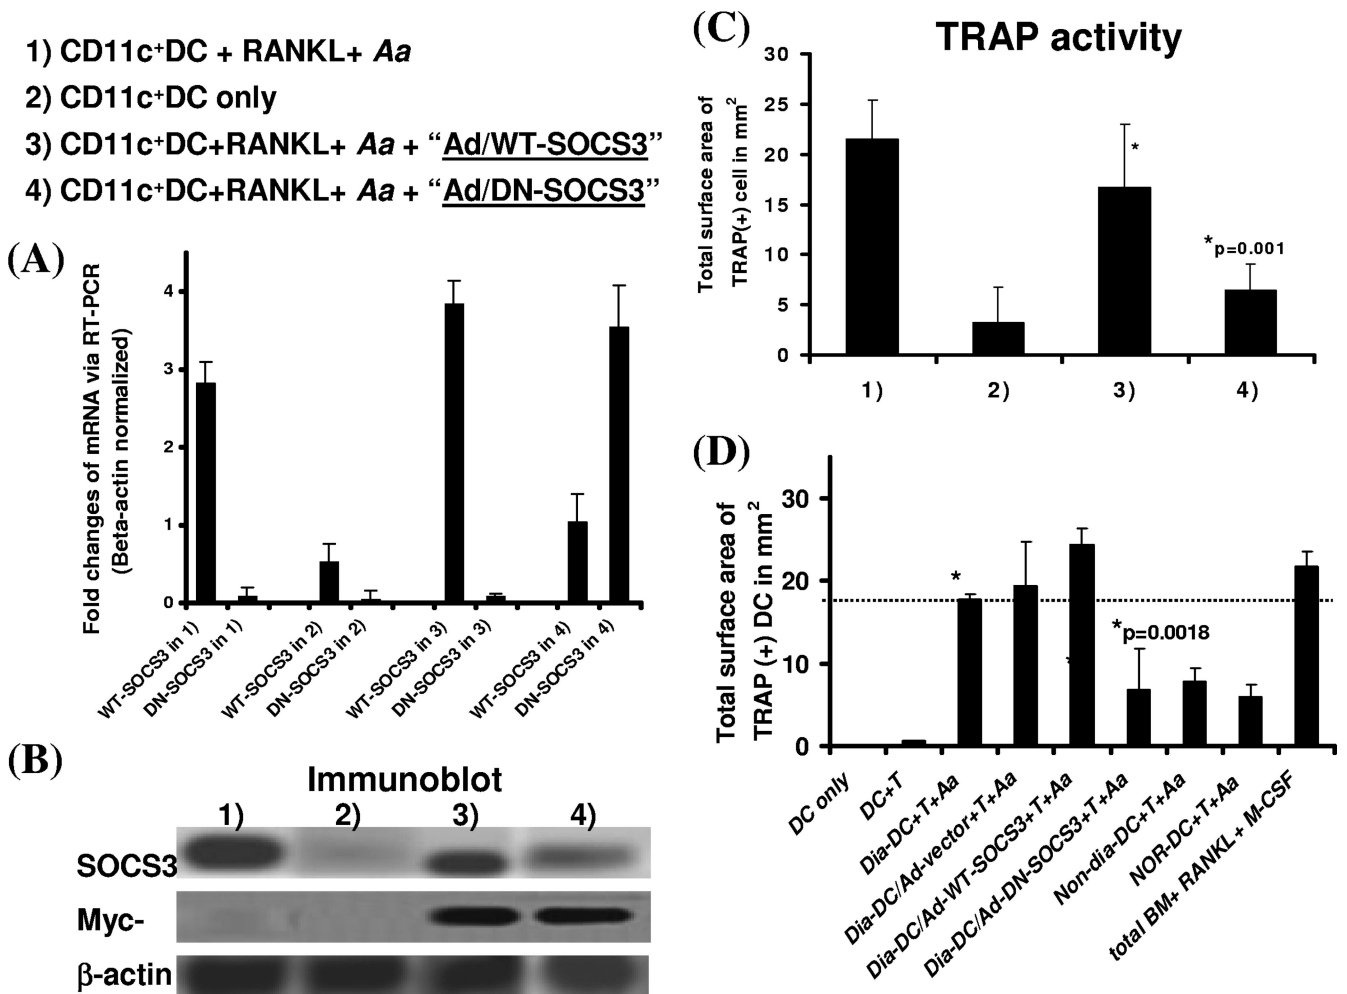 1) CD11c+DC + RANKL+ Aa
2) CD11c+DC only
3) CD11c+DC+RANKL+ Aa + “Ad/WT-SOCS3”
4) CD11c+DC+RANKL+ Aa + “Ad/DN-SOCS3”
(A)
Fold changes of mRNA via RT-PCR
(Beta-actin normalized)
4
3
2
1
0
WT-SOCS3 in 1)
DN-SOCS3 in 1)
WT-SOCS3 in 2)
DN-SOCS3 in 2)
WT-SOCS3 in 3)
DN-SOCS3 in 3)
WT-SOCS3 in 4)
DN-SOCS3 in 4)
(B)
Immunoblot
1) 2) 3) 4)
SOCS3
Myc-
β-actin
(C)
TRAP activity
Total surface area of
TRAP(+) cell in mm2
30
25
20
15
10
5
0
*
*p=0.001
1) 2) 3) 4)
(D)
Total surface area of
TRAP (+) DC in mm2
30
20
10
0
*
*
*p=0.0018
DC only
DC+T
Dia-DC+T+Aa
Dia-DC/Ad-vector+T+Aa
Dia-DC/Ad-WT-SOCS3+T+Aa
Dia-DC/Ad-DN-SOCS3+T+Aa
Non-dia-DC+T+Aa
NOR-DC+T+Aa
total BM+ RANKL + M-CSF